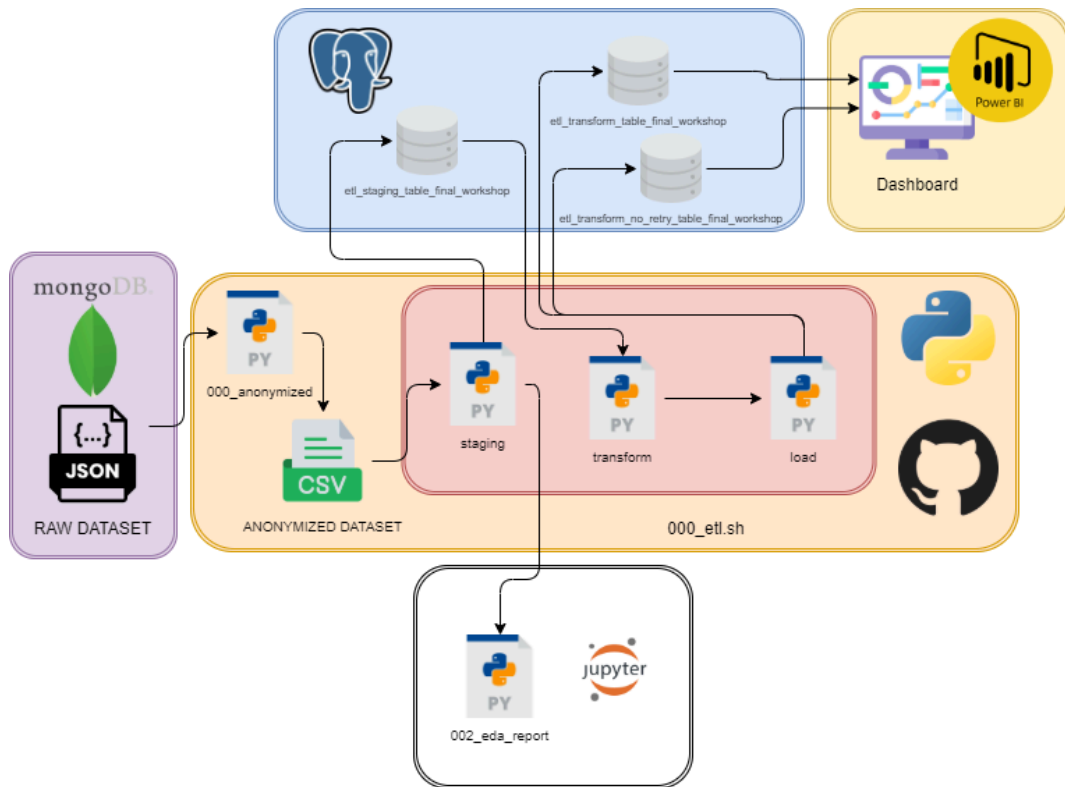 etl_transform_table_final_workshop
etl_staging_table_final_workshop
etl_transform_no_retry_table_final_workshop
Power BI
Dashboard
mongoDB.
{...}
JSON
RAW DATASET
PY
000_anonymized
CSV
ANONYMIZED DATASET
PY
staging
PY
transform
PY
load
000_etl.sh
PY
002_eda_report
jupyter